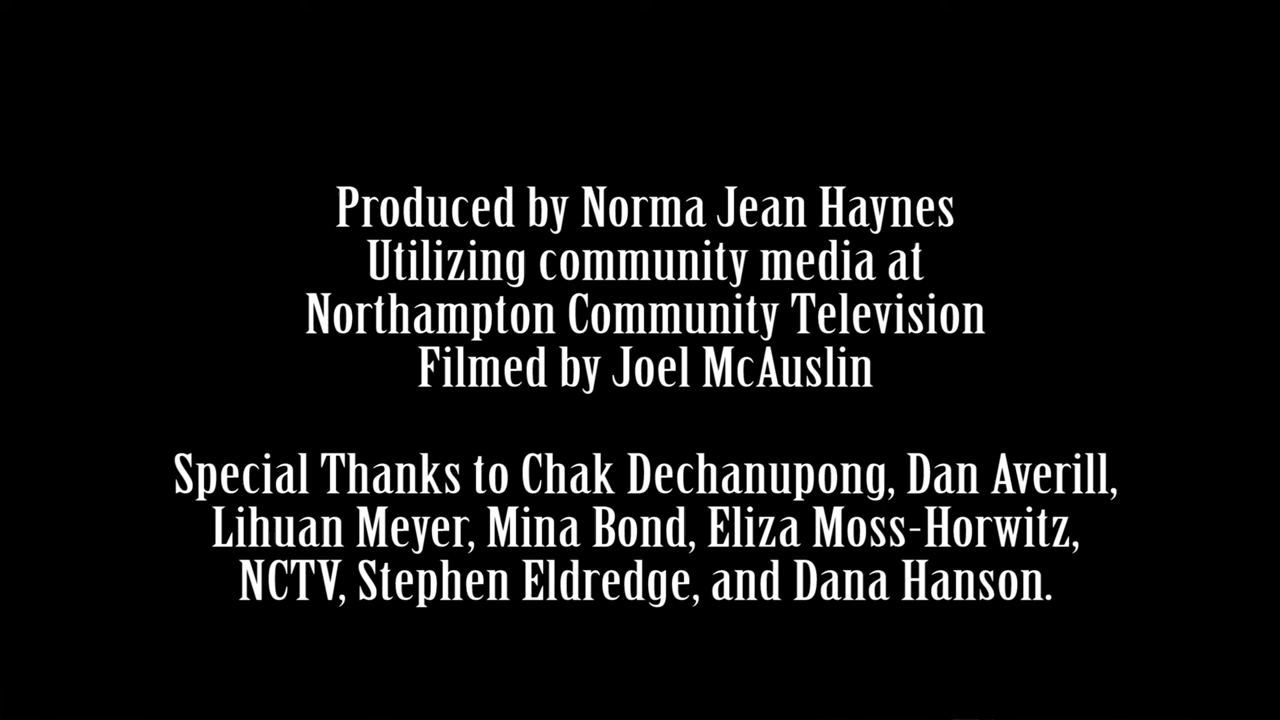 Produced by Norma Jean Haynes
Utilizing community media at
Northampton Community Television
Filmed by Joel McAuslin
Special Thanks to Chak Dechanupong, Dan Averill,
Lihuan Meyer, Mina Bond, Eliza Moss-Horwitz,
NCTV, Stephen Eldredge, and Dana Hanson.